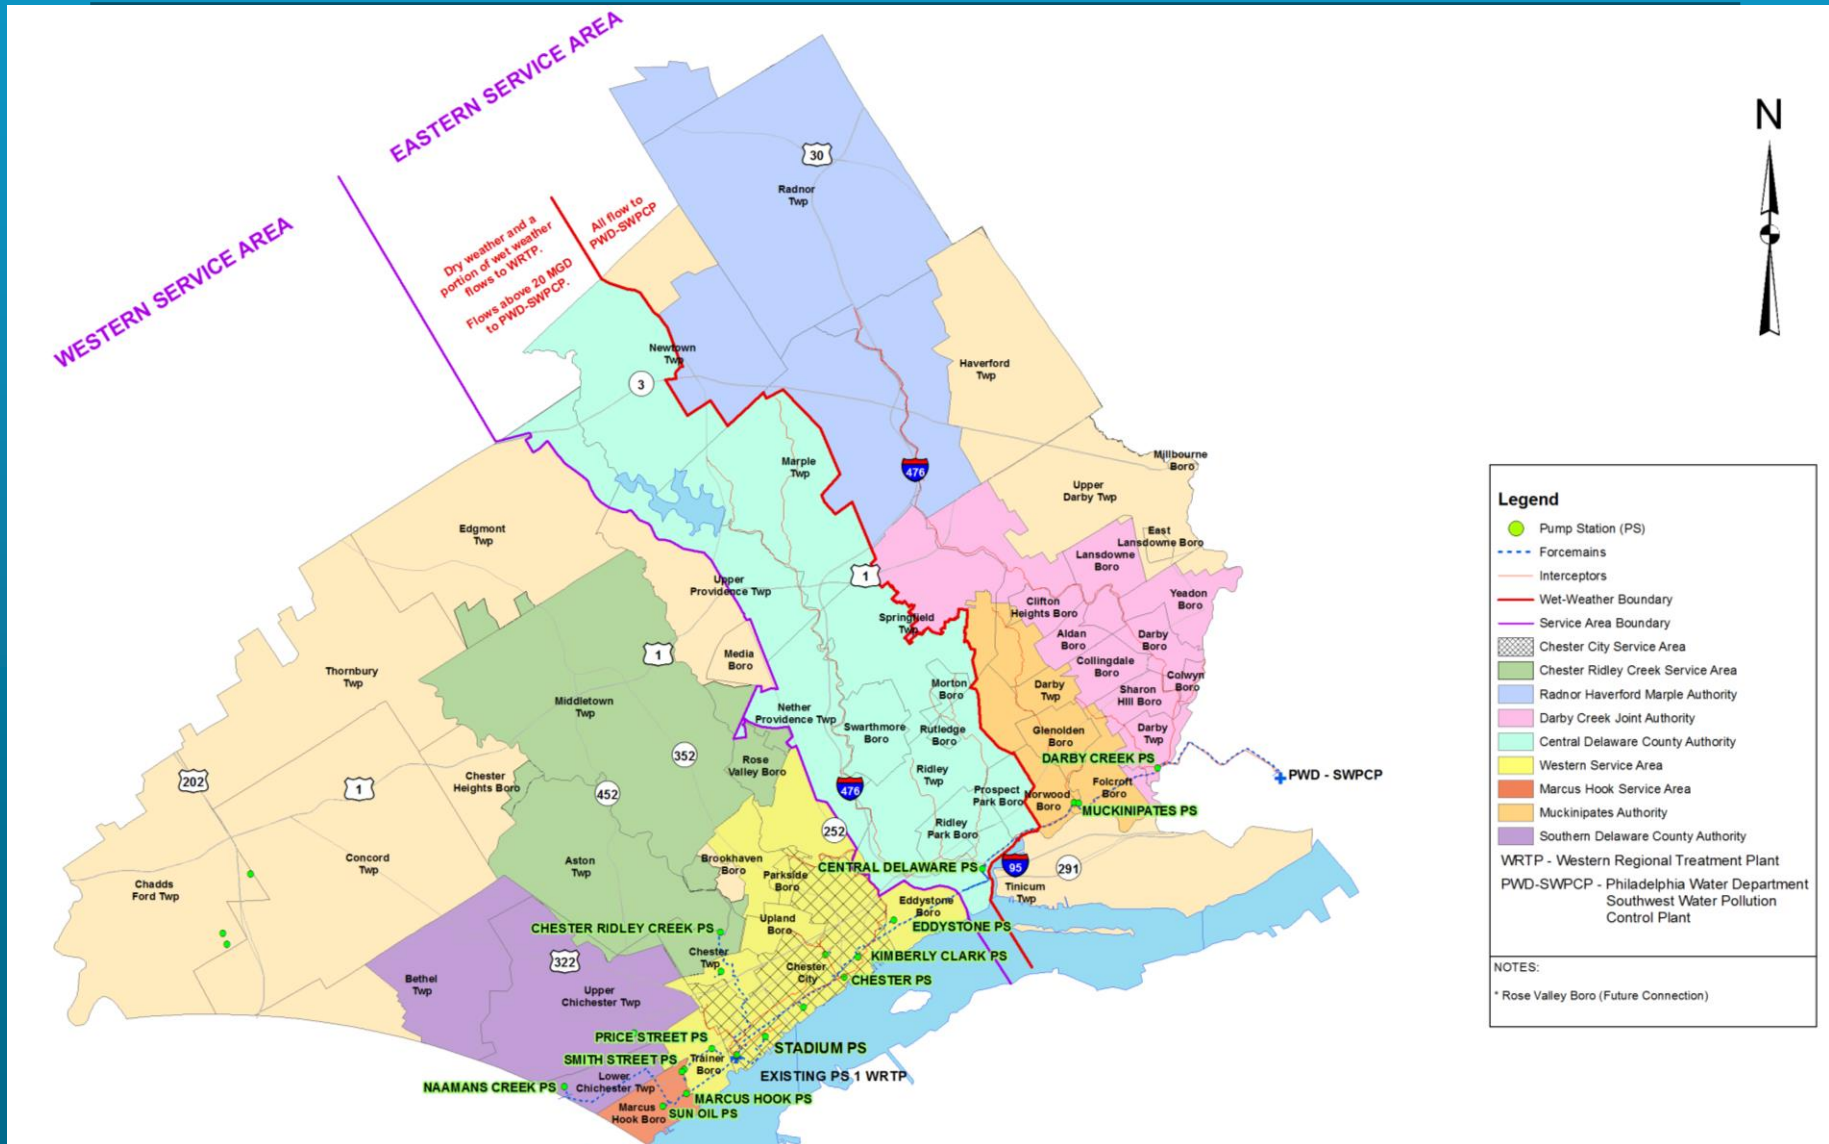 EASTERN SERVICE AREA
WESTERN SERVICE AREA
Dry weather and a
portion of wet weather
flows to WRTP.
Flows above 20 MGD
to PWD-SWPCP.
All flow to
PWD-SWPCP
N
30
Radnor
Twp
Newtown
Twp
3
Haverford
Twp
Marple
Twp
476
Millbourne
Boro
Upper
Darby Twp
East
Lansdowne Boro
Lansdowne
Boro
Edgmont
Twp
Upper
Providence Twp
1
Yeadon
Boro
Clifton
Heights Boro
Springfield
Twp
Aldan
Boro
Darby
Boro
Media
Boro
1
Collingdale
Boro
Colwyn
Boro
Thornbury
Twp
Middletown
Twp
Morton
Boro
Darby
Twp
Sharon
Hill Boro
Nether
Providence Twp
Swarthmore
Boro
Rutledge
Boro
Glenolden
Boro
Darby
Twp
352
Rose
Valley Boro
DARBY CREEK PS
PWD - SWPCP
202
1
Chester
Heights Boro
452
476
Ridley
Twp
Prospect
Park Boro
Norwood
Boro
Folcroft
Boro
MUCKINIPATES PS
252
Ridley
Park Boro
Concord
Twp
Aston
Twp
Brookhaven
Boro
Parkside
Boro
CENTRAL DELAWARE PS
95
291
Tinicum
Twp
Chadds
Ford Twp
Eddystone
Boro
EDDYSTONE PS
Upland
Boro
CHESTER RIDLEY CREEK PS
Chester
Twp
322
KIMBERLY CLARK PS
Chester
City
CHESTER PS
Bethel
Twp
Upper
Chichester Twp
PRICE STREET PS
STADIUM PS
SMITH STREET PS
Trainer
Boro
EXISTING PS 1 WRTP
NAAMANS CREEK PS
Lower
Chichester Twp
MARCUS HOOK PS
Marcus
Hook Boro
SUN OIL PS
Legend
Pump Station (PS)
Forcemains
Interceptors
Wet-Weather Boundary
Service Area Boundary
Chester City Service Area
Chester Ridley Creek Service Area
Radnor Haverford Marple Authority
Darby Creek Joint Authority
Central Delaware County Authority
Western Service Area
Marcus Hook Service Area
Muckinipates Authority
Southern Delaware County Authority
WRTP - Western Regional Treatment Plant
PWD-SWPCP - Philadelphia Water Department
Southwest Water Pollution
Control Plant
NOTES:
* Rose Valley Boro (Future Connection)